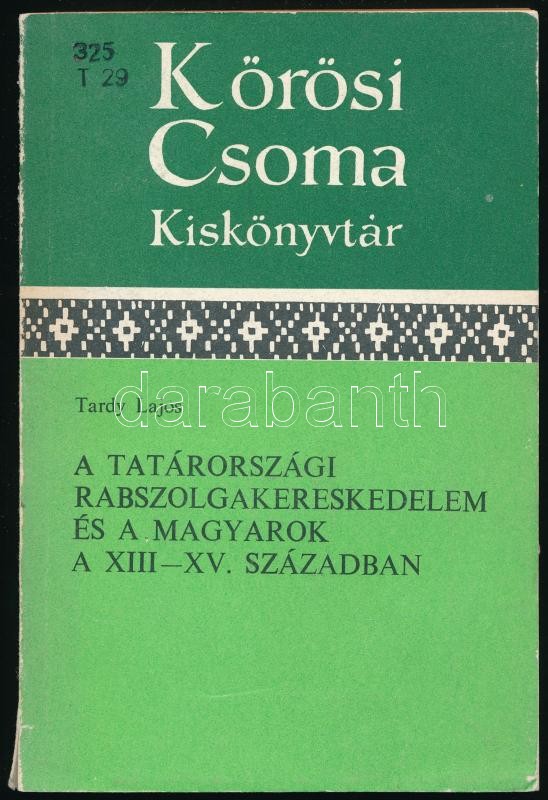 325
T 29
Kőrösi
Csoma
Kiskönyvtár
darabanth
Tardy Lajos
A TATÁRORSZÁGI
RABSZOLGAKERESKEDELEM
ÉS A MAGYAROK
A XIII—XV. SZÁZADBAN